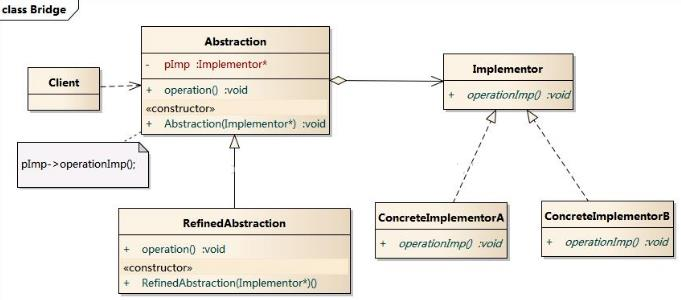 class Bridge
Abstraction
- pImp :Implementor*
+ operation() :void
«constructor»
+ Abstraction(Implementor*) :void
Client
Implementor
+ operationImp() :void
pImp->operationImp();
RefinedAbstraction
+ operation() :void
«constructor»
+ RefinedAbstraction(Implementor*)()
ConcreteImplementorA
+ operationImp() :void
ConcreteImplementorB
+ operationImp() :void